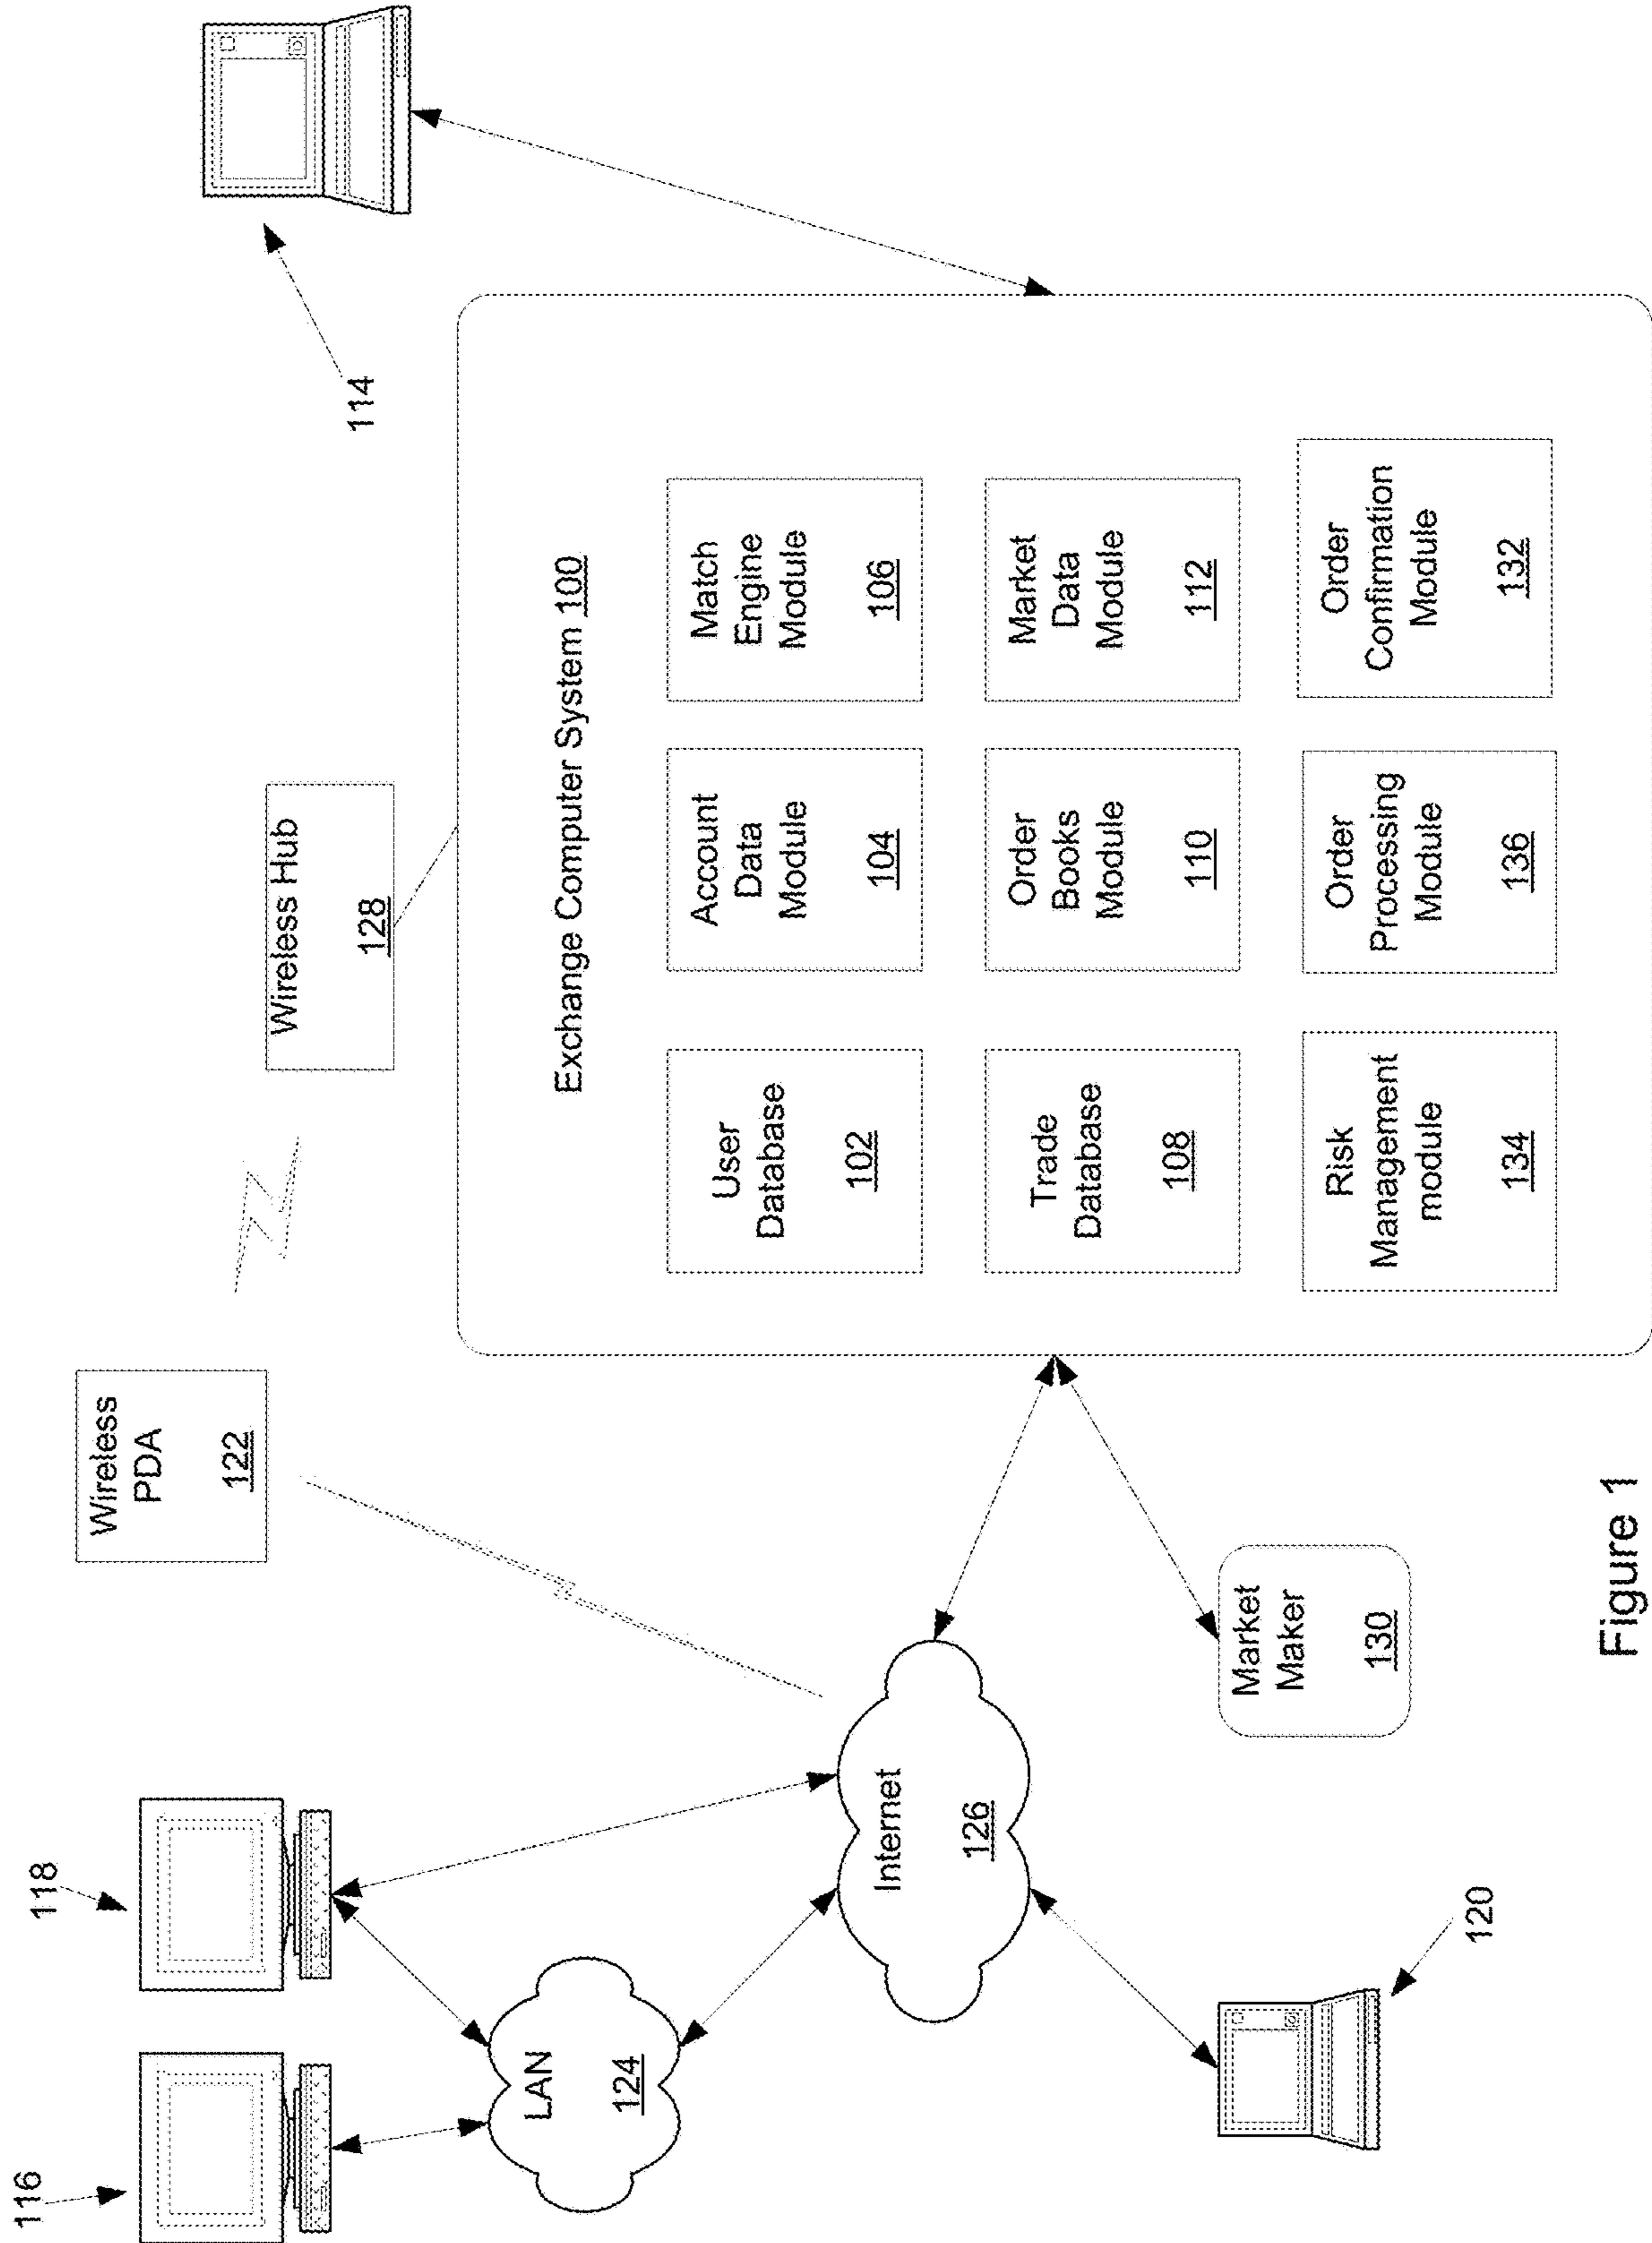 116
118
Wireless
PDA
122
Wireless Hub
128
114
LAN
124
Internet
126
120
Market
Maker
130
Exchange Computer System 100
User
Database
102
Account
Data
Module
104
Match
Engine
Module
106
Trade
Database
108
Order
Books
Module
110
Market
Data
Module
112
Risk
Management
module
134
Order
Processing
Module
136
Order
Confirmation
Module
132
Figure 1